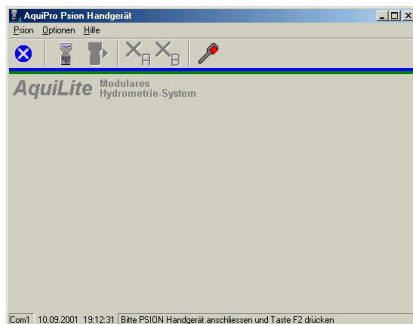 AquiPro Psion Handgerät
Psion Optionen Hilfe
A B
AquiLite Modulares
Hydrometrie-System
Com1 10.09.2001 19:12:31 Bitte PSION Handgerät anschliessen und Taste F2 drücken